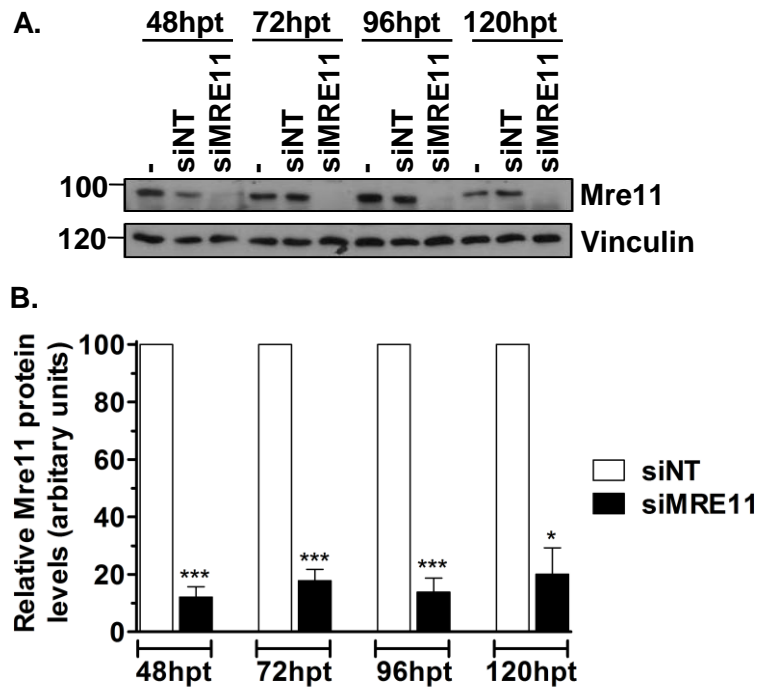 A.
48hpt 72hpt 96hpt 120hpt
- siNT siMRE11 - siNT siMRE11 - siNT siMRE11 - siNT siMRE11
100 Mre11
120 Vinculin
B.
Relative Mre11 protein
levels (arbitary units)
100
80
60
40
20
0
***
***
***
*
48hpt 72hpt 96hpt 120hpt
siNT
siMRE11